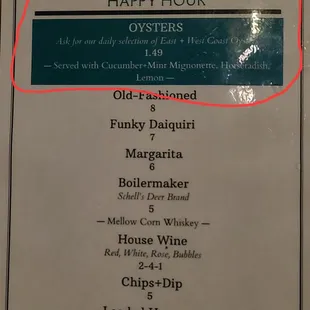 HAPPY HOUR
OYSTERS
Ask for our daily selection of East + West Coast
1.49
— Served with Cucumber+Mint Mignonette, Horseradish,
Lemon —
Old-Fashioned
8
Funky Daiquiri
7
Margarita
6
Boilermaker
Schell's Deer Brand
5
— Mellow Corn Whiskey —
House Wine
Red, White, Rose, Bubbles
2-4-1
Chips+Dip
5